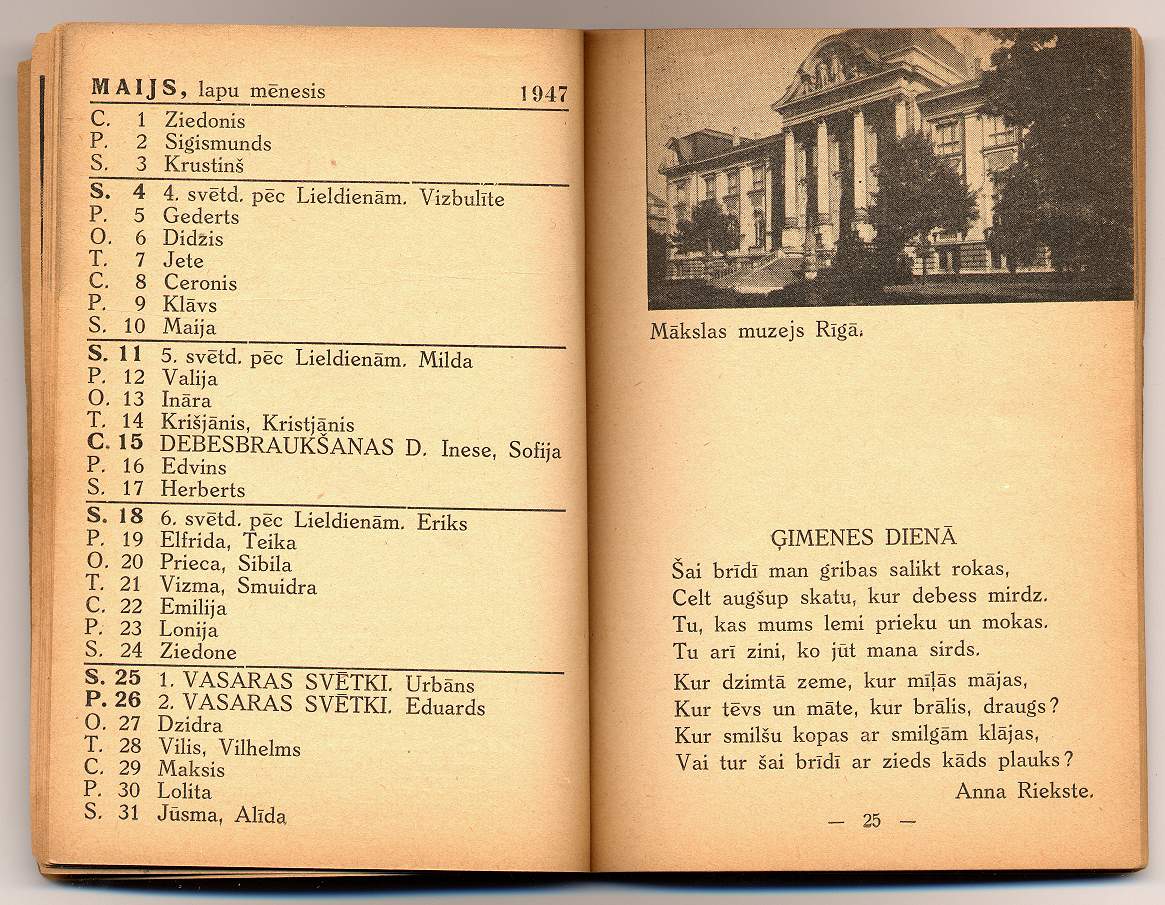 MAIJS, lapu mēnesis 1947
C. 1 Ziedonis
P. 2 Sigismunds
S. 3 Krustinš
S. 4 4. svētd. pēc Lieldienām. Vizbulīte
P. 5 Gederts
O. 6 Didzis
T. 7 Jete
C. 8 Ceronis
P. 9 Klāvs
S. 10 Maija
S. 11 5. svētd. pēc Lieldienām. Milda
P. 12 Valija
O. 13 Ināra
T. 14 Krišjānis, Kristjānis
C. 15 DEBESBRAUKŠANAS D. Inese, Sofija
P. 16 Edvins
S. 17 Herberts
S. 18 6. svētd. pēc Lieldienām. Eriks
P. 19 Elfrida, Teika
O. 20 Prieca, Sibila
T. 21 Vizma, Smuidra
C. 22 Emilija
P. 23 Lonija
S. 24 Ziedone
S. 25 1. VASARAS SVĒTKI. Urbāns
P. 26 2. VASARAS SVĒTKI. Eduards
O. 27 Dzidra
T. 28 Vilis, Vilhelms
C. 29 Maksis
P. 30 Lolita
S. 31 Jūsma, Alīda
Mākslas muzejs Rīgā.
ĢIMENES DIENĀ
Šai brīdī man gribas salikt rokas,
Celt augšup skatu, kur debess mirdz.
Tu, kas mums lemi prieku un mokas.
Tu arī zini, ko jūt mana sirds.
Kur dzimtā zeme, kur mīļās mājas,
Kur tēvs un māte, kur brālis, draugs?
Kur smilšu kopas ar smilgām klājas,
Vai tur šai brīdī ar zieds kāds plauks?
Anna Riekste.
— 25 —